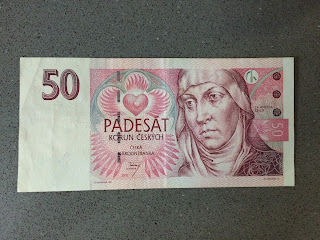 50
PADESÁT
KORUN ČESKÝCH
ČESKÁ
NÁRODNÍ BANKA
50